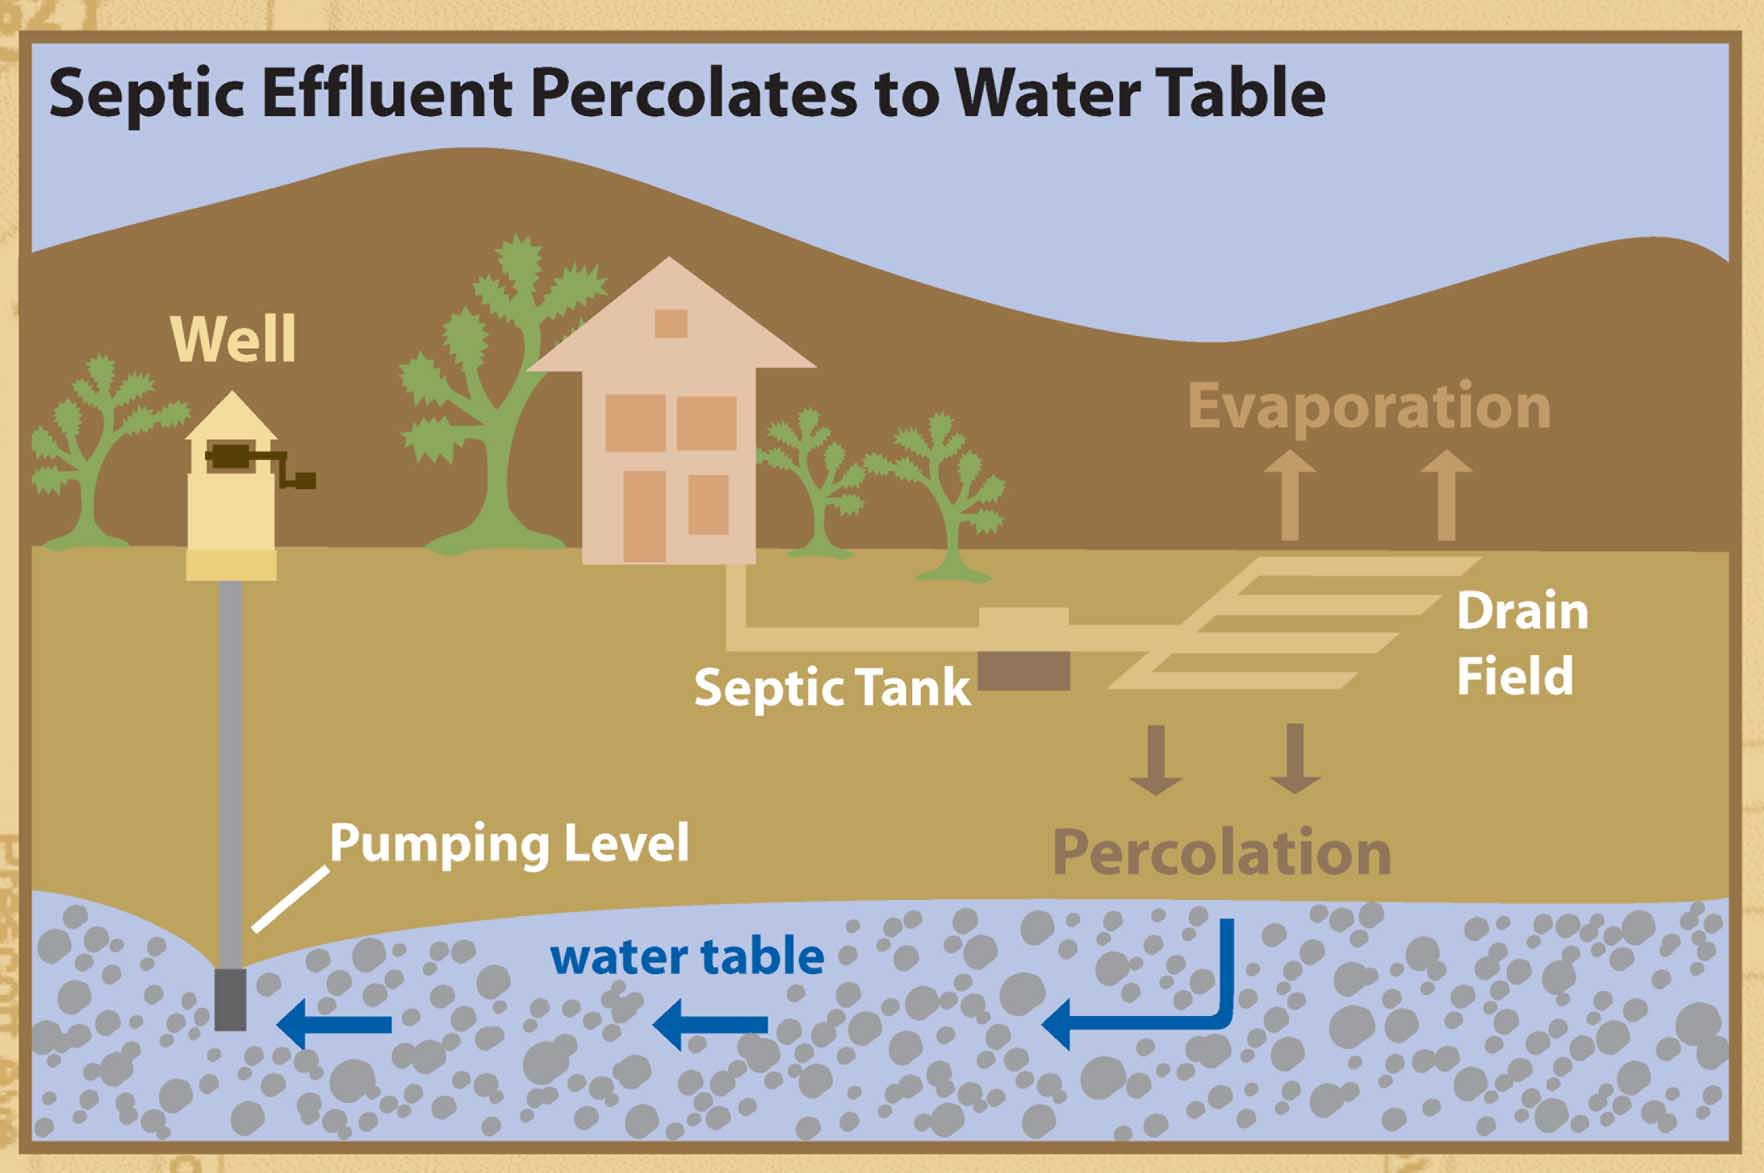 Septic Effluent Percolates to Water Table
Well
Evaporation
Drain
Field
Septic Tank
Pumping Level
Percolation
water table